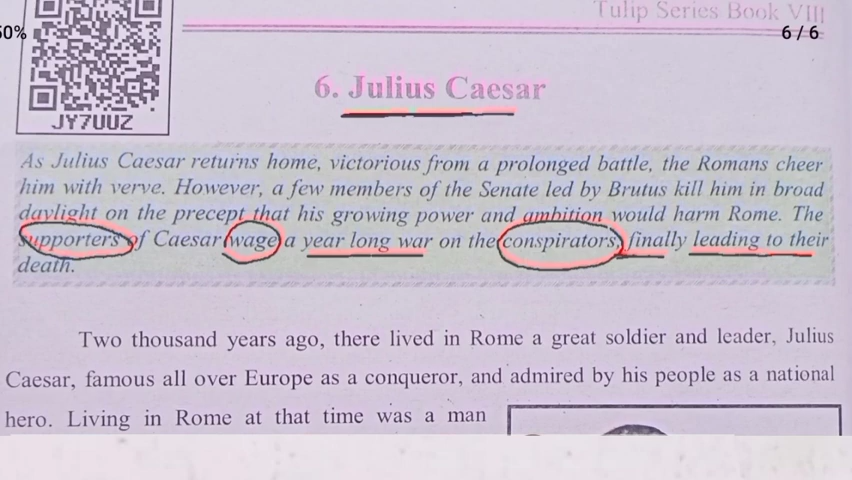 Tulip Series Book VIII
50%
6 / 6
JY7UUZ
6. Julius Caesar
As Julius Caesar returns home, victorious from a prolonged battle, the Romans cheer
him with verve. However, a few members of the Senate led by Brutus kill him in broad
daylight on the precept that his growing power and ambition would harm Rome. The
supporters of Caesar wage a year long war on the conspirators, finally leading to their
death.
Two thousand years ago, there lived in Rome a great soldier and leader, Julius
Caesar, famous all over Europe as a conqueror, and admired by his people as a national
hero. Living in Rome at that time was a man